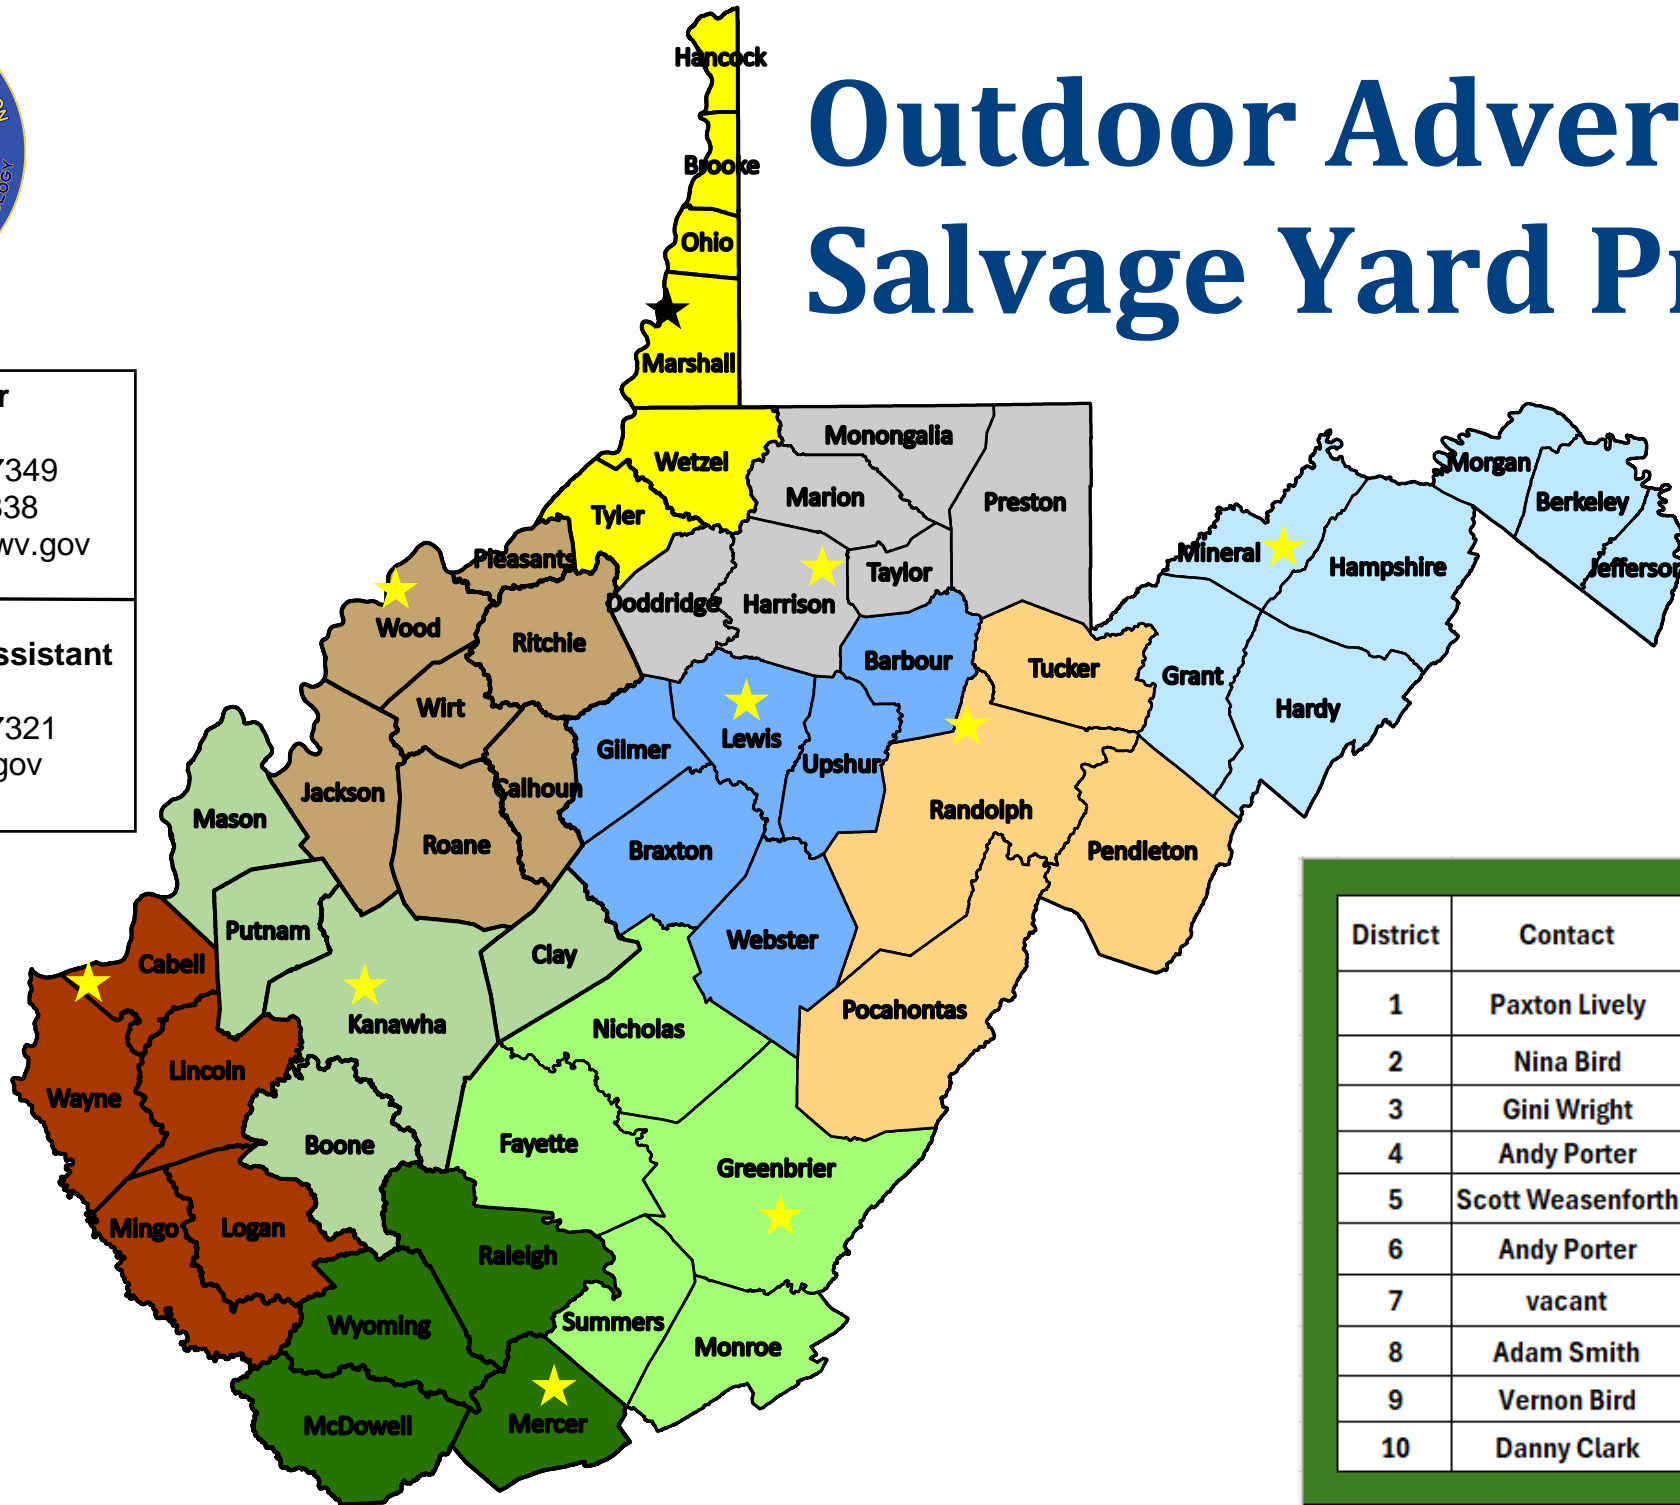 Outdoor Adver
Salvage Yard Pr
OLOGY
r
7349
338
wv.gov
ssistant
7321
gov
Hancock
Brooke
Ohio
Marshall
Wetzel
Tyler
Monongalia
Marion
Preston
Pleasants
Doddridge
Harrison
Taylor
Wood
Ritchie
Wirt
Barbour
Tucker
Mineral
Hampshire
Morgan
Berkeley
Jefferson
Grant
Hardy
Gilmer
Lewis
Upshur
Jackson
Calhoun
Roane
Mason
Braxton
Randolph
Pendleton
Putnam
Cabell
Clay
Webster
Kanawha
Nicholas
Pocahontas
Lincoln
Wayne
Boone
Fayette
Greenbrier
Mingo
Logan
Raleigh
Wyoming
Summers
Monroe
McDowell
Mercer
District Contact
1 Paxton Lively
2 Nina Bird
3 Gini Wright
4 Andy Porter
5 Scott Weasenforth
6 Andy Porter
7 vacant
8 Adam Smith
9 Vernon Bird
10 Danny Clark